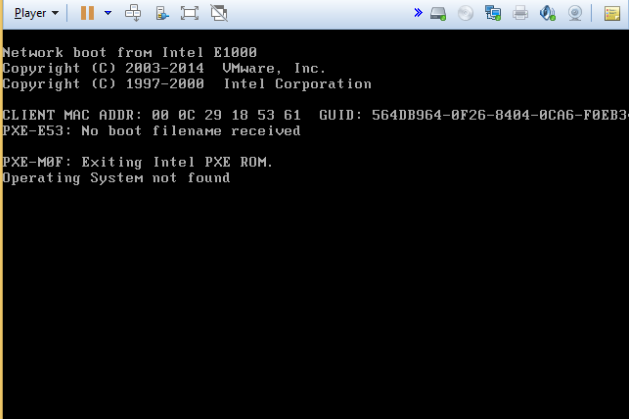 Player
Network boot from Intel E1000
Copyright (C) 2003-2014  VMware, Inc.
Copyright (C) 1997-2000  Intel Corporation
CLIENT MAC ADDR: 00 0C 29 18 53 61  GUID: 564DB964-0F26-8404-0CA6-F0EB3
PXE-E53: No boot filename received
PXE-M0F: Exiting Intel PXE ROM.
Operating System not found